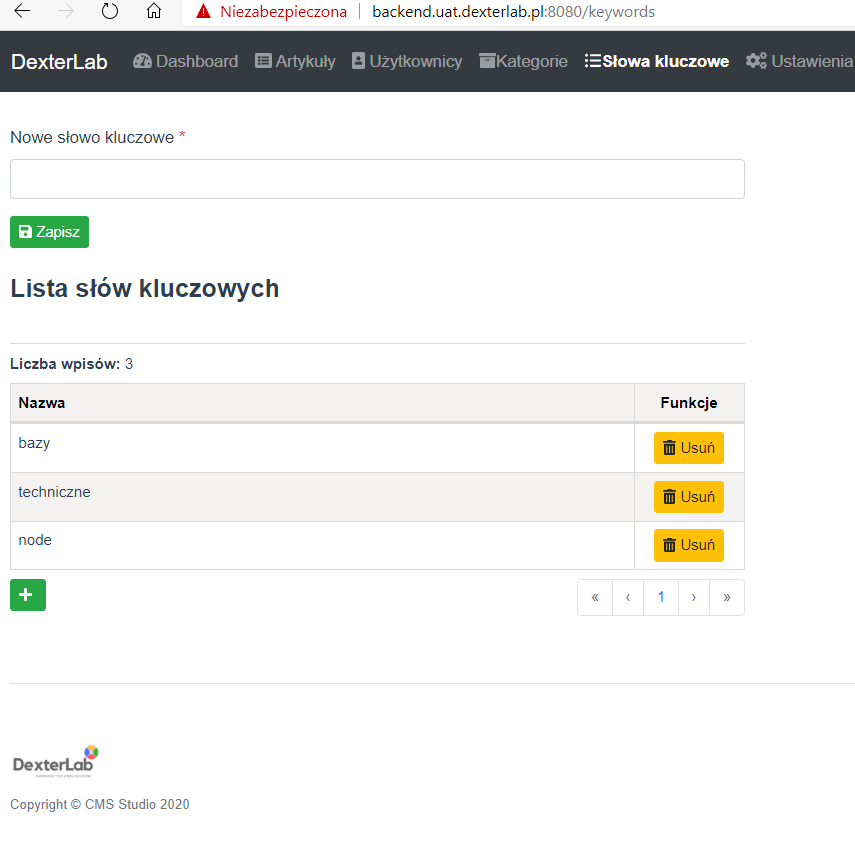 Niezabezpieczona | backend.uat.dexterlab.pl:8080/keywords
DexterLab Dashboard Artykuły Użytkownicy Kategorie Słowa kluczowe Ustawienia
Nowe słowo kluczowe *
Zapisz
Lista słów kluczowych
Liczba wpisów: 3
Nazwa Funkcje
bazy Usuń
techniczne Usuń
node Usuń
+ « ‹ 1 › »
DexterLab
Copyright © CMS Studio 2020